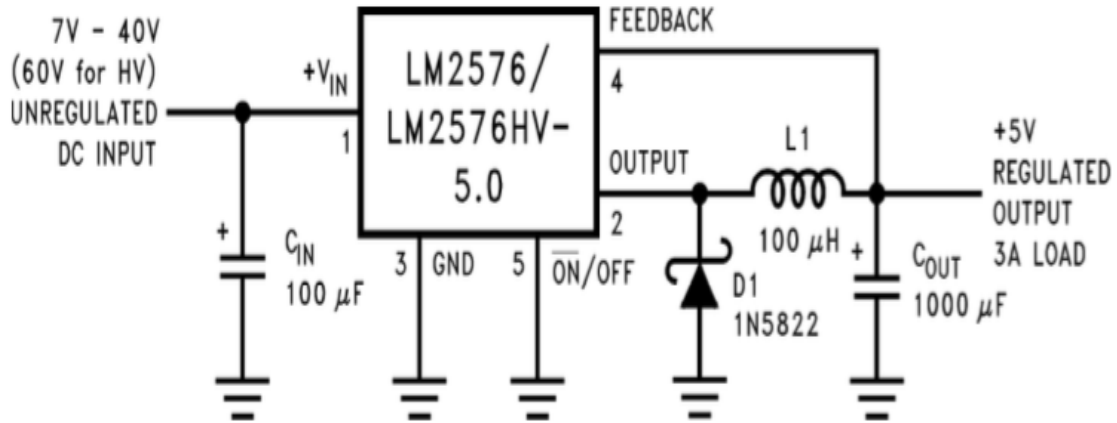 7V - 40V
(60V for HV)
UNREGULATED
DC INPUT
+VIN
1
LM2576/
LM2576HV-
5.0
FEEDBACK
4
OUTPUT
2
L1
100 μH
+5V
REGULATED
OUTPUT
3A LOAD
+
CIN
100 μF
3
GND
5
ON/OFF
D1
1N5822
+
COUT
1000 μF